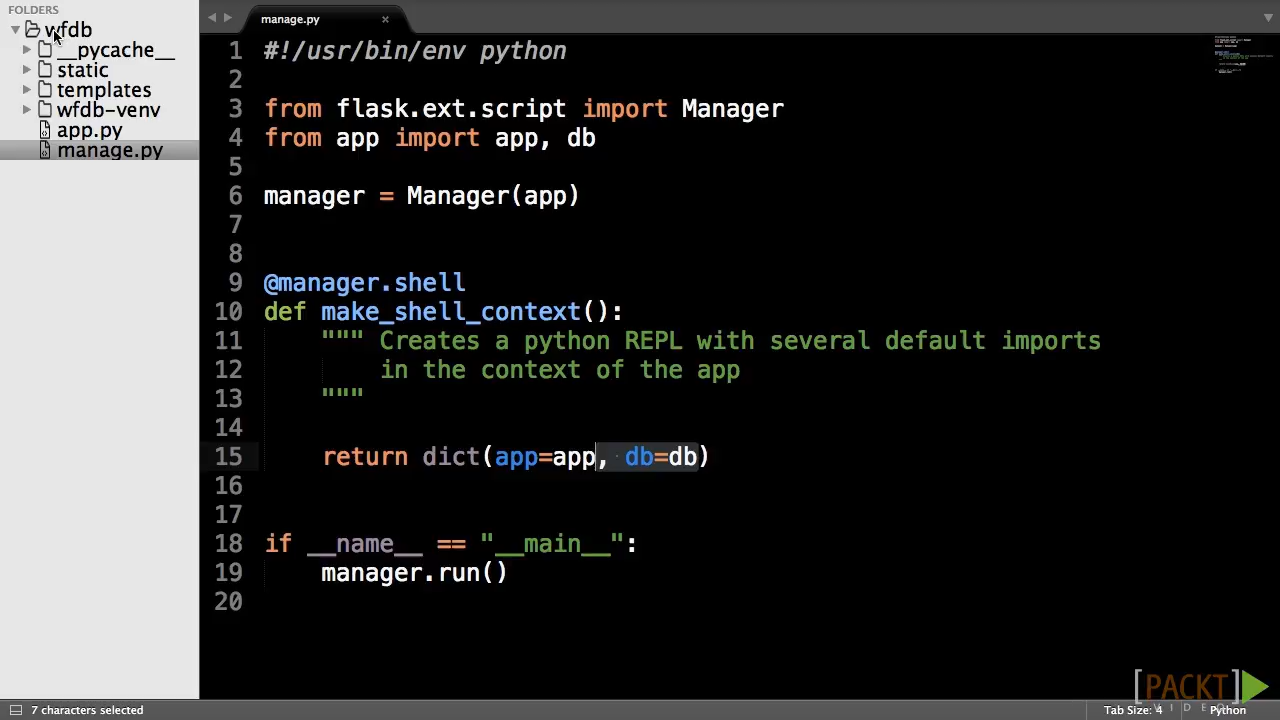 FOLDERS
wfdb
__pycache__
static
templates
wfdb-venv
app.py
manage.py
manage.py ×
1 #!/usr/bin/env python
2
3 from flask.ext.script import Manager
4 from app import app, db
5
6 manager = Manager(app)
7
8
9 @manager.shell
10 def make_shell_context():
11 """ Creates a python REPL with several default imports
12 in the context of the app
13 """
14
15 return dict(app=app, db=db)
16
17
18 if __name__ == "__main__":
19 manager.run()
20
[PACKT]
VIDEO
7 characters selected
Tab Size: 4
Python